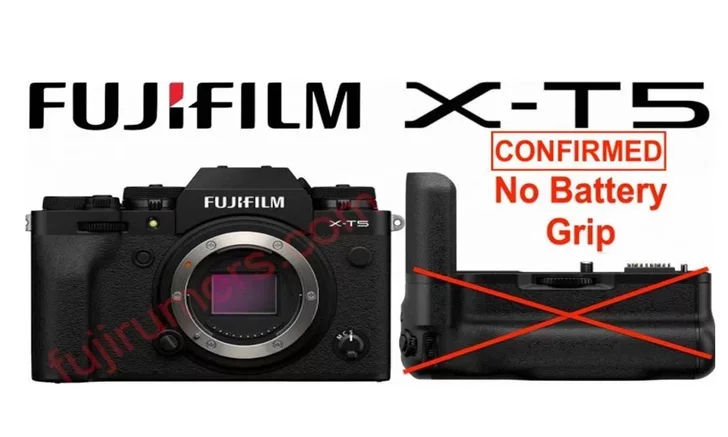 FUJIFILM X-T5
CONFIRMED
No Battery
Grip
FUJIFILM
X-T5
fujirumors.com